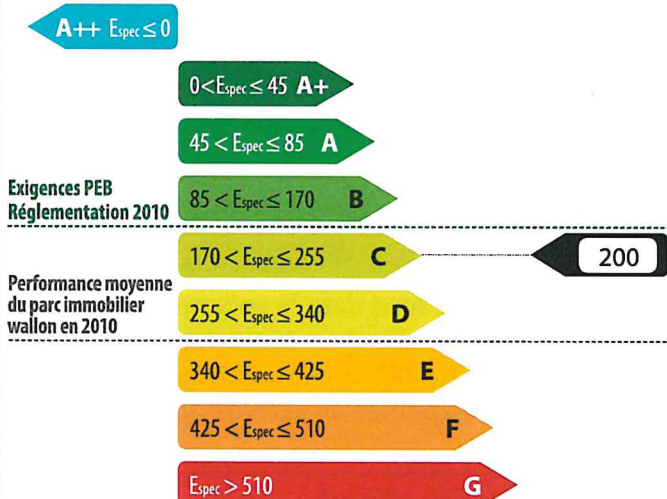 A++ Espec ≤ 0
0 < Espec ≤ 45 A+
45 < Espec ≤ 85 A
Exigences PEB
Réglementation 2010
85 < Espec ≤ 170 B
170 < Espec ≤ 255 C
200
Performance moyenne
du parc immobilier
wallon en 2010
255 < Espec ≤ 340 D
340 < Espec ≤ 425 E
425 < Espec ≤ 510 F
Espec > 510 G